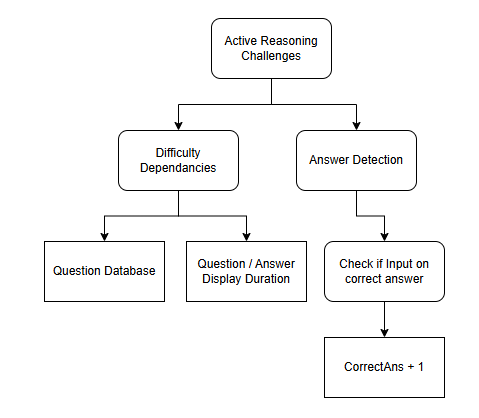 Active Reasoning
Challenges
Difficulty
Dependancies
Answer Detection
Question Database
Question / Answer
Display Duration
Check if Input on
correct answer
CorrectAns + 1